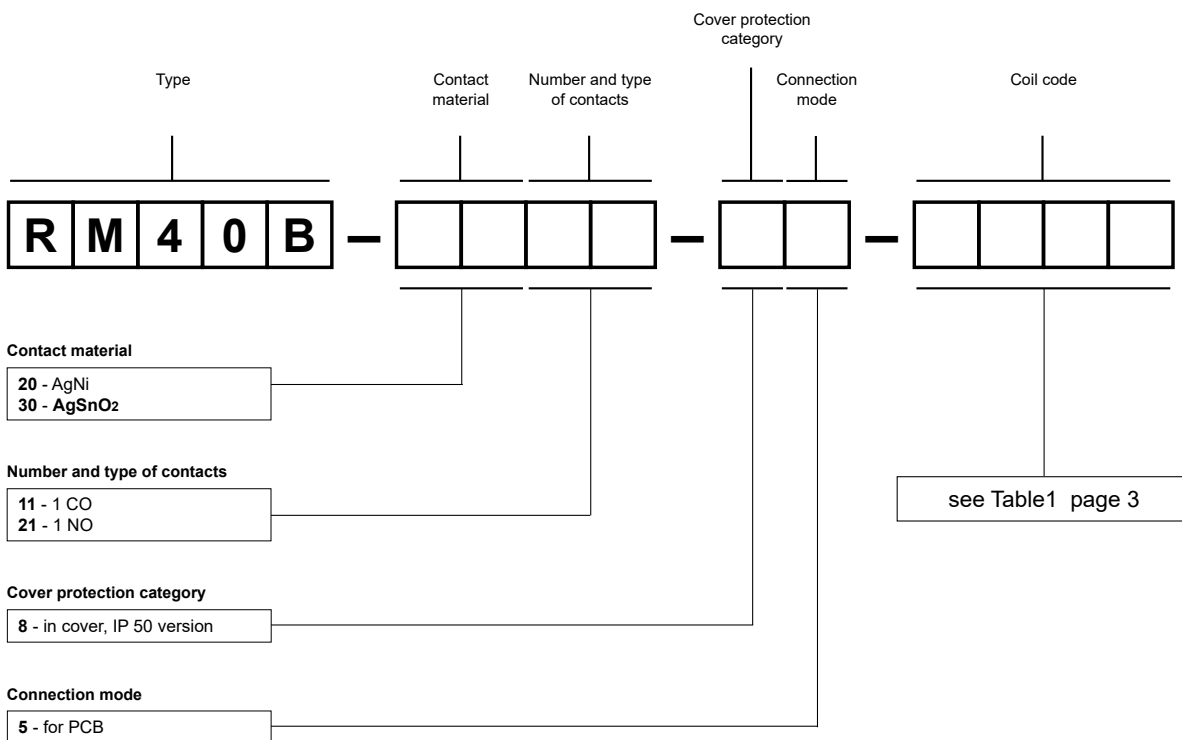 Cover protection
category
Type
Contact
material
Number and type
of contacts
Connection
mode
Coil code
R M 4 0 B – –  –
Contact material
20 - AgNi
30 - AgSnO2
Number and type of contacts
11 - 1 CO
21 - 1 NO
see Table1 page 3
Cover protection category
8 - in cover, IP 50 version
Connection mode
5 - for PCB